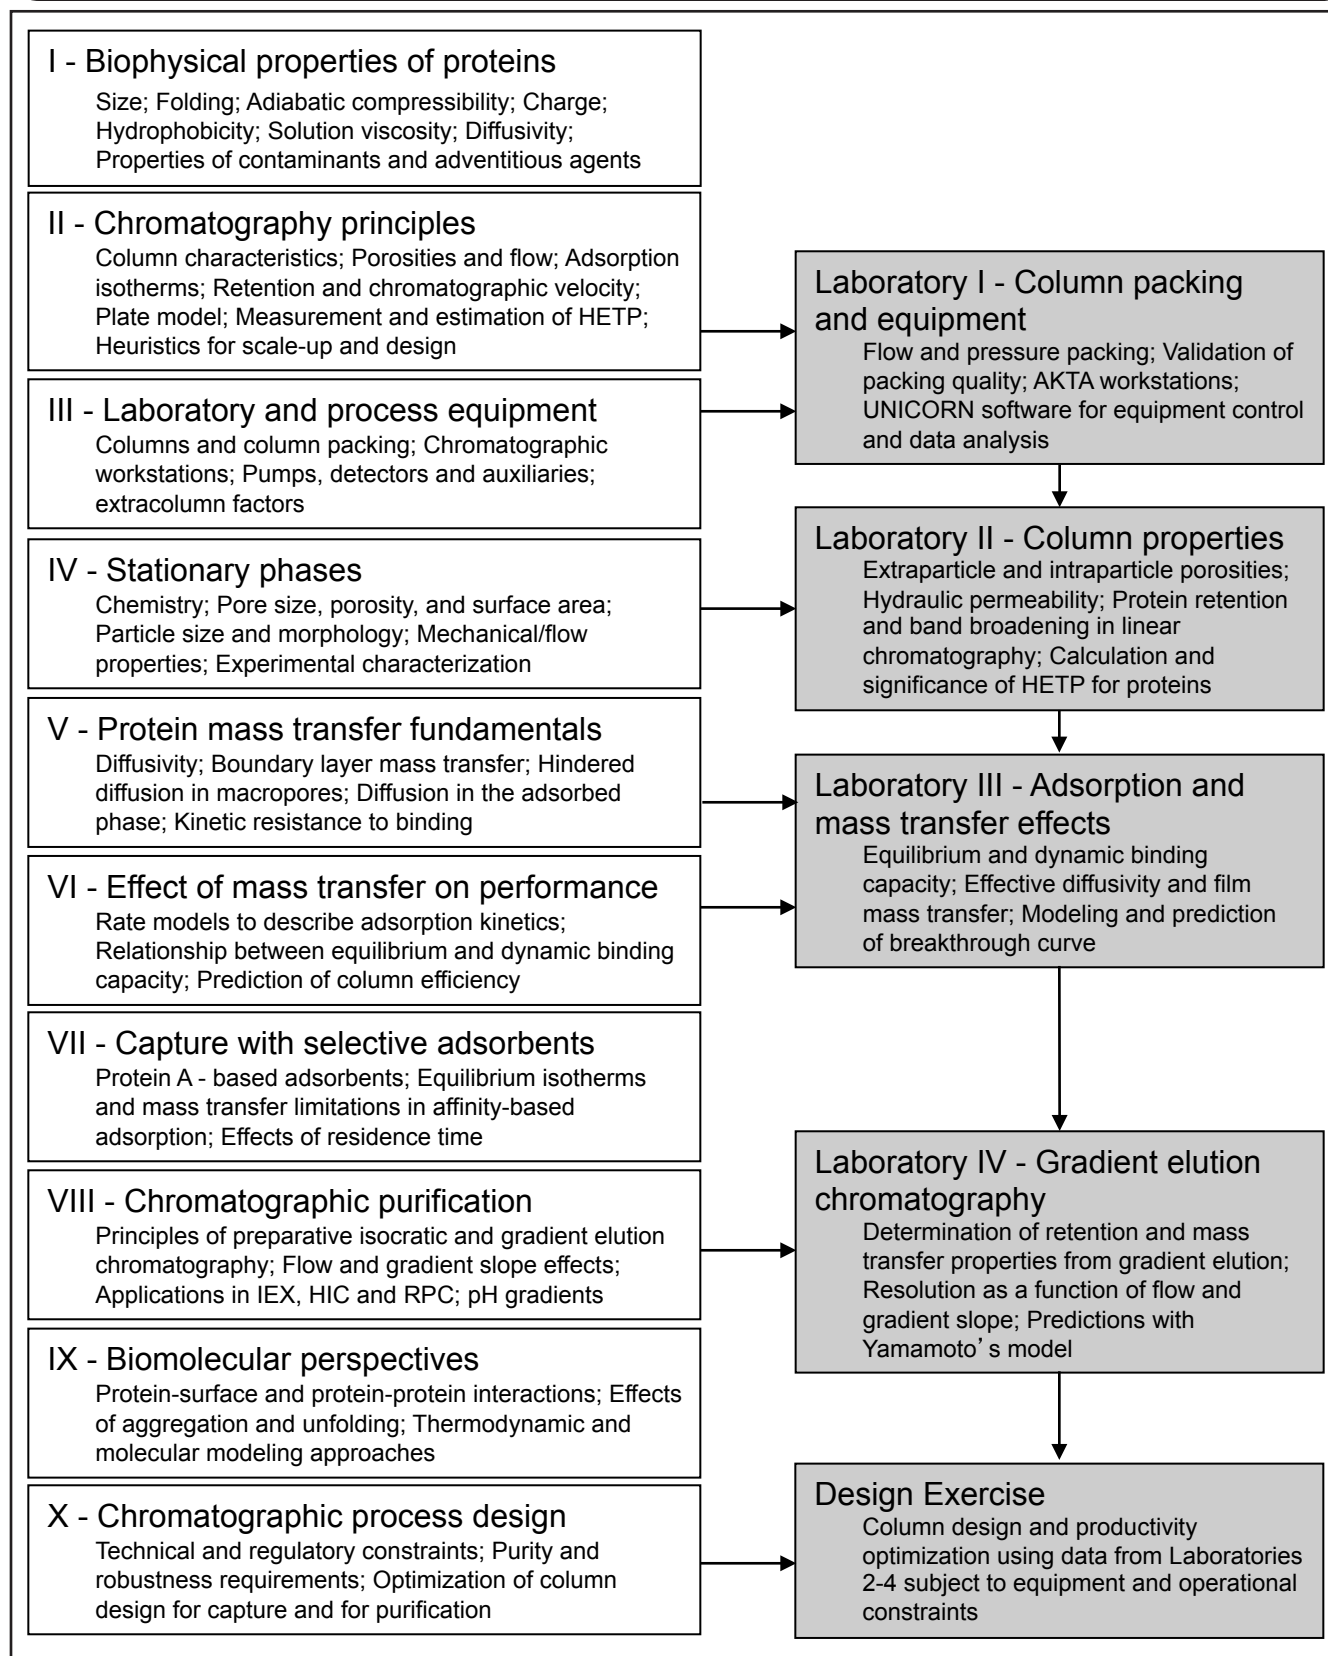 I - Biophysical properties of proteins
Size; Folding; Adiabatic compressibility; Charge;
Hydrophobicity; Solution viscosity; Diffusivity;
Properties of contaminants and adventitious agents
II - Chromatography principles
Column characteristics; Porosities and flow; Adsorption
isotherms; Retention and chromatographic velocity;
Plate model; Measurement and estimation of HETP;
Heuristics for scale-up and design
III - Laboratory and process equipment
Columns and column packing; Chromatographic
workstations; Pumps, detectors and auxiliaries;
extracolumn factors
IV - Stationary phases
Chemistry; Pore size, porosity, and surface area;
Particle size and morphology; Mechanical/flow
properties; Experimental characterization
V - Protein mass transfer fundamentals
Diffusivity; Boundary layer mass transfer; Hindered
diffusion in macropores; Diffusion in the adsorbed
phase; Kinetic resistance to binding
VI - Effect of mass transfer on performance
Rate models to describe adsorption kinetics;
Relationship between equilibrium and dynamic binding
capacity; Prediction of column efficiency
VII - Capture with selective adsorbents
Protein A - based adsorbents; Equilibrium isotherms
and mass transfer limitations in affinity-based
adsorption; Effects of residence time
VIII - Chromatographic purification
Principles of preparative isocratic and gradient elution
chromatography; Flow and gradient slope effects;
Applications in IEX, HIC and RPC; pH gradients
IX - Biomolecular perspectives
Protein-surface and protein-protein interactions; Effects
of aggregation and unfolding; Thermodynamic and
molecular modeling approaches
X - Chromatographic process design
Technical and regulatory constraints; Purity and
robustness requirements; Optimization of column
design for capture and for purification
Laboratory I - Column packing
and equipment
Flow and pressure packing; Validation of
packing quality; AKTA workstations;
UNICORN software for equipment control
and data analysis
Laboratory II - Column properties
Extraparticle and intraparticle porosities;
Hydraulic permeability; Protein retention
and band broadening in linear
chromatography; Calculation and
significance of HETP for proteins
Laboratory III - Adsorption and
mass transfer effects
Equilibrium and dynamic binding
capacity; Effective diffusivity and film
mass transfer; Modeling and prediction
of breakthrough curve
Laboratory IV - Gradient elution
chromatography
Determination of retention and mass
transfer properties from gradient elution;
Resolution as a function of flow and
gradient slope; Predictions with
Yamamoto’s model
Design Exercise
Column design and productivity
optimization using data from Laboratories
2-4 subject to equipment and operational
constraints